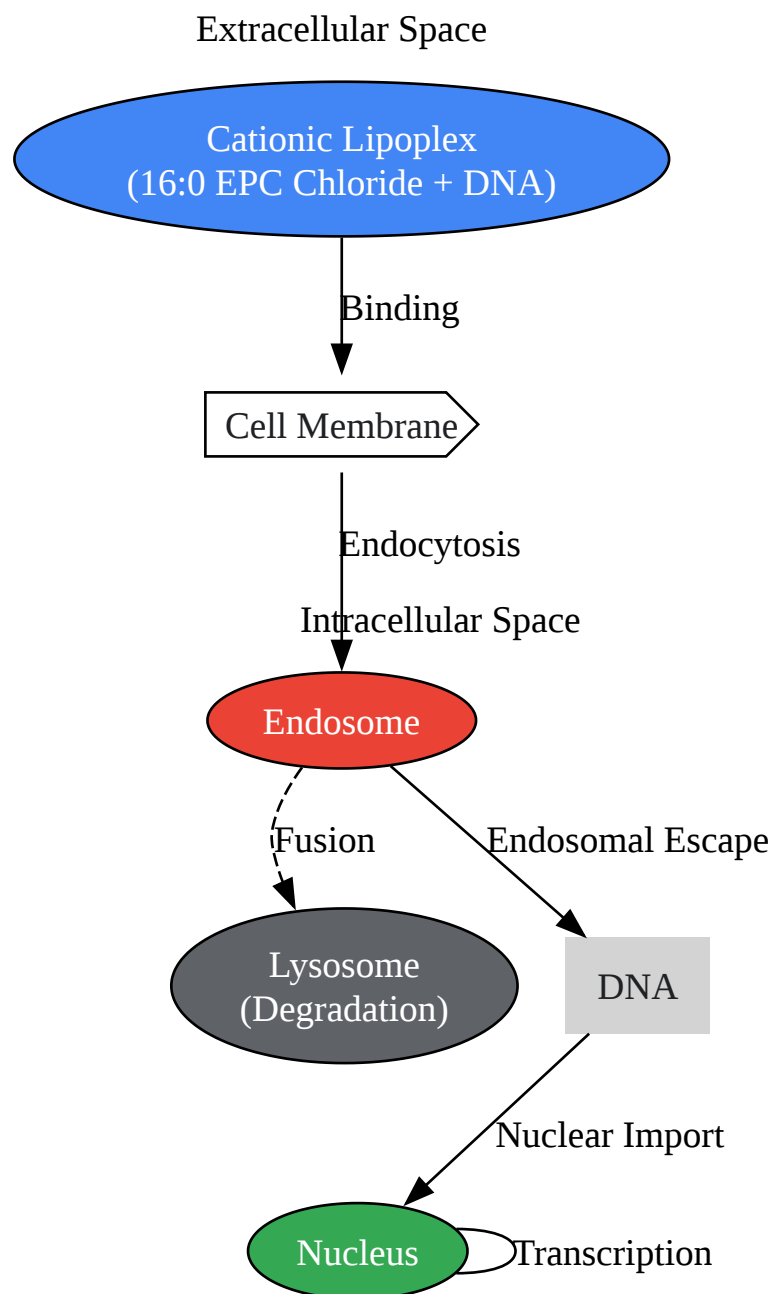 Extracellular Space
Cationic Lipoplex
(16:0 EPC Chloride + DNA)
Binding
Cell Membrane
Endocytosis
Intracellular Space
Endosome
Fusion
Endosomal Escape
Lysosome
(Degradation)
DNA
Nuclear Import
Nucleus
Transcription